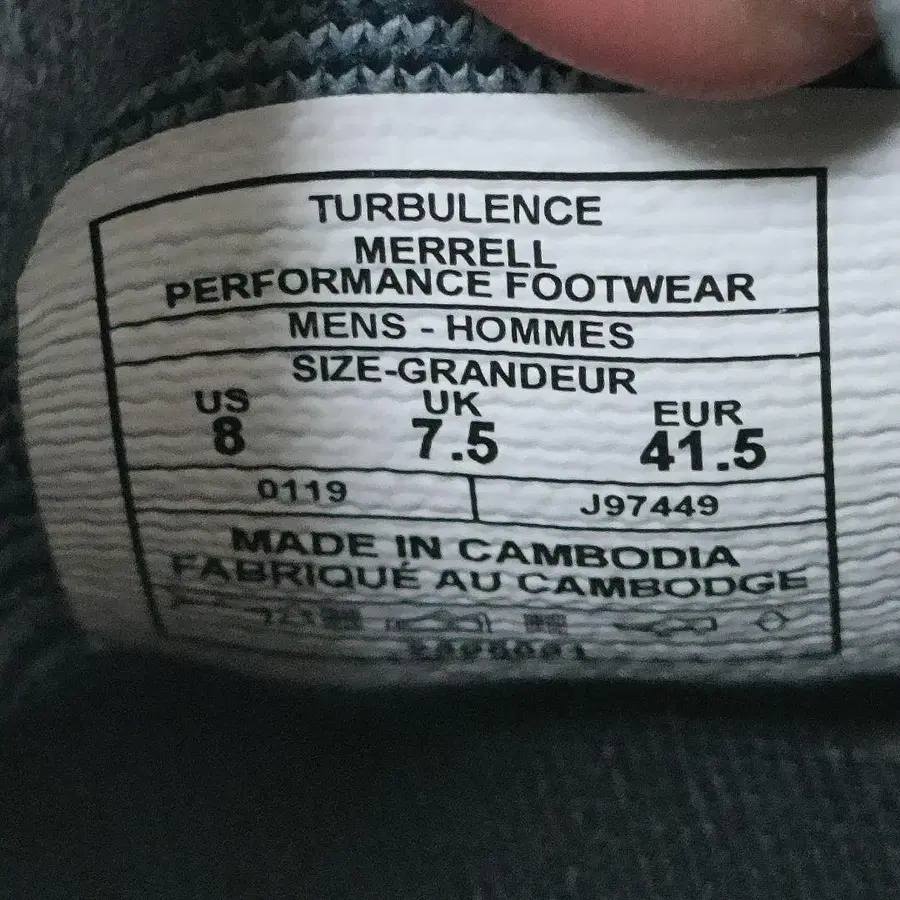 TURBULENCE
MERRELL
PERFORMANCE FOOTWEAR
MENS - HOMMES
SIZE-GRANDEUR
US UK EUR
8 7.5 41.5
0119 J97449
MADE IN CAMBODIA
FABRIQUÉ AU CAMBODGE